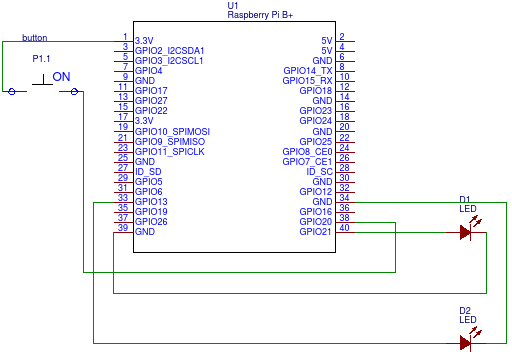 U1
Raspberry Pi B+
button
P1.1
ON
1 3.3V 5V 2
3 GPIO2_I2CSDA1 5V 4
5 GPIO3_I2CSCL1 GND 6
7 GPIO4 GPIO14_TX 8
9 GND GPIO15_RX 10
11 GPIO17 GPIO18 12
13 GPIO27 GND 14
15 GPIO22 GPIO23 16
17 3.3V GPIO24 18
19 GPIO10_SPIMOSI GND 20
21 GPIO9_SPIMISO GPIO25 22
23 GPIO11_SPICLK GPIO8_CE0 24
25 GND GPIO7_CE1 26
27 ID_SD ID_SC 28
29 GPIO5 GND 30
31 GPIO6 GPIO12 32
33 GPIO13 GND 34
35 GPIO19 GPIO16 36
37 GPIO26 GPIO20 38
39 GND GPIO21 40
D1
LED
D2
LED